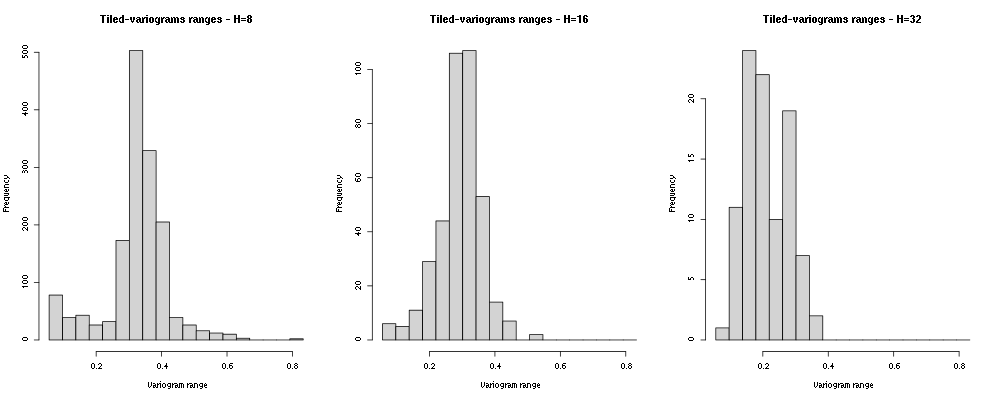 Tiled-variograms ranges - H=8
Frequency
500
400
300
200
100
0
0.2 0.4 0.6 0.8
Variogram range
Tiled-variograms ranges - H=16
Frequency
100
80
60
40
20
0
0.2 0.4 0.6 0.8
Variogram range
Tiled-variograms ranges - H=32
Frequency
20
15
10
5
0
0.2 0.4 0.6 0.8
Variogram range